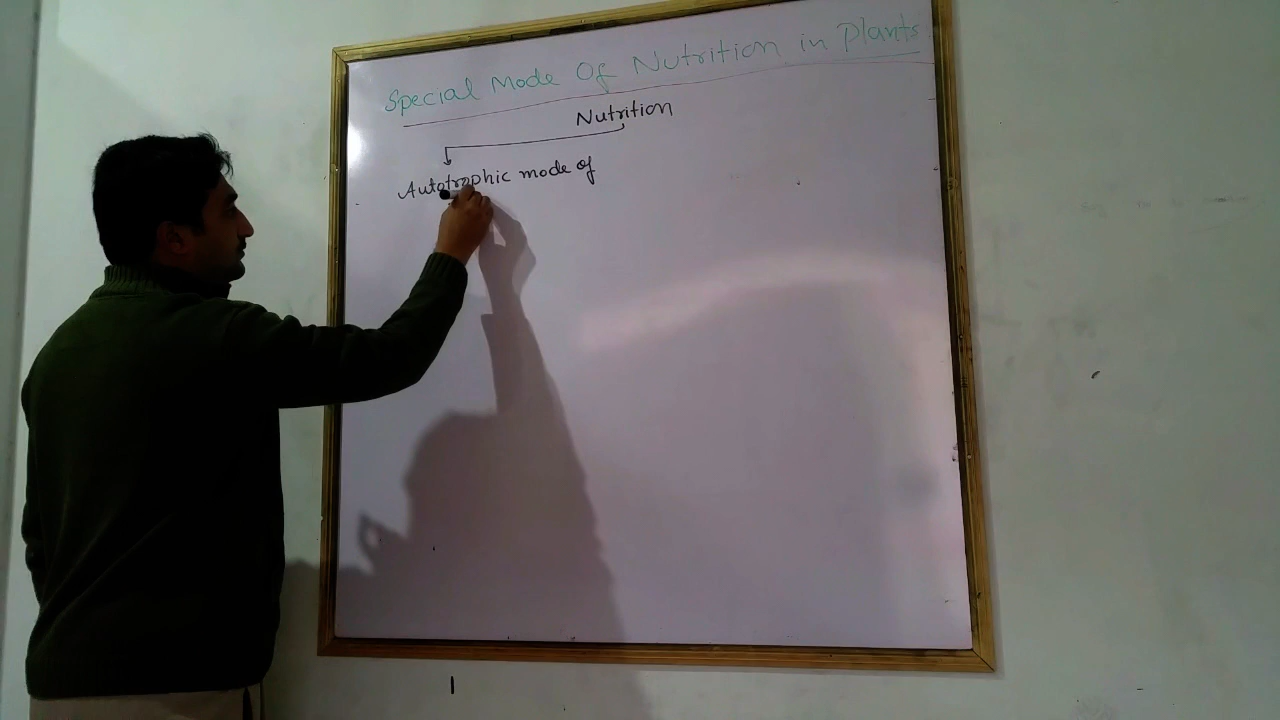 Special Mode Of Nutrition in Plants
Nutrition
Autotrophic mode of